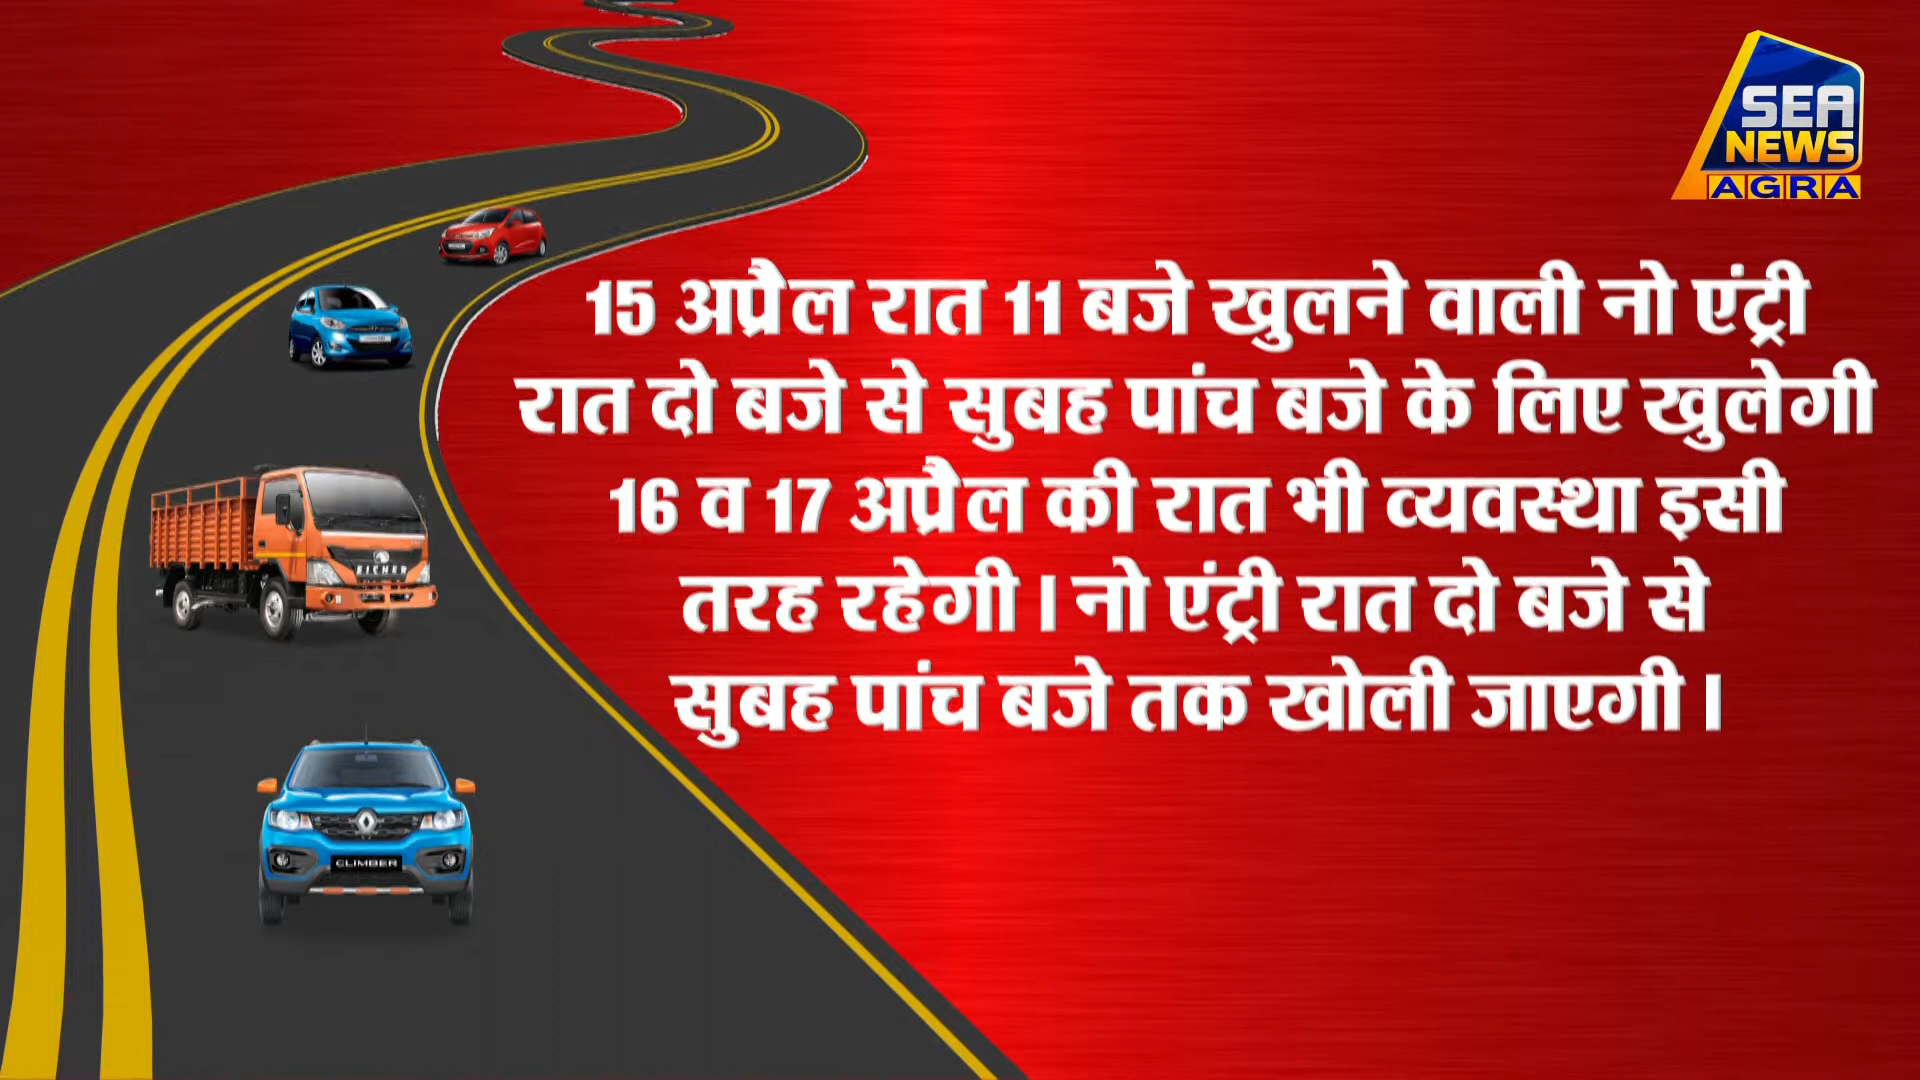 SEA
NEWS
AGRA
15 अप्रैल रात 11 बजे खुलने वाली नो एंट्री
रात दो बजे से सुबह पांच बजे के लिए खुलेगी
16 व 17 अप्रैल की रात भी व्यवस्था इसी
तरह रहेगी । नो एंट्री रात दो बजे से
सुबह पांच बजे तक खोली जाएगी ।
EICHER
CLIMBER